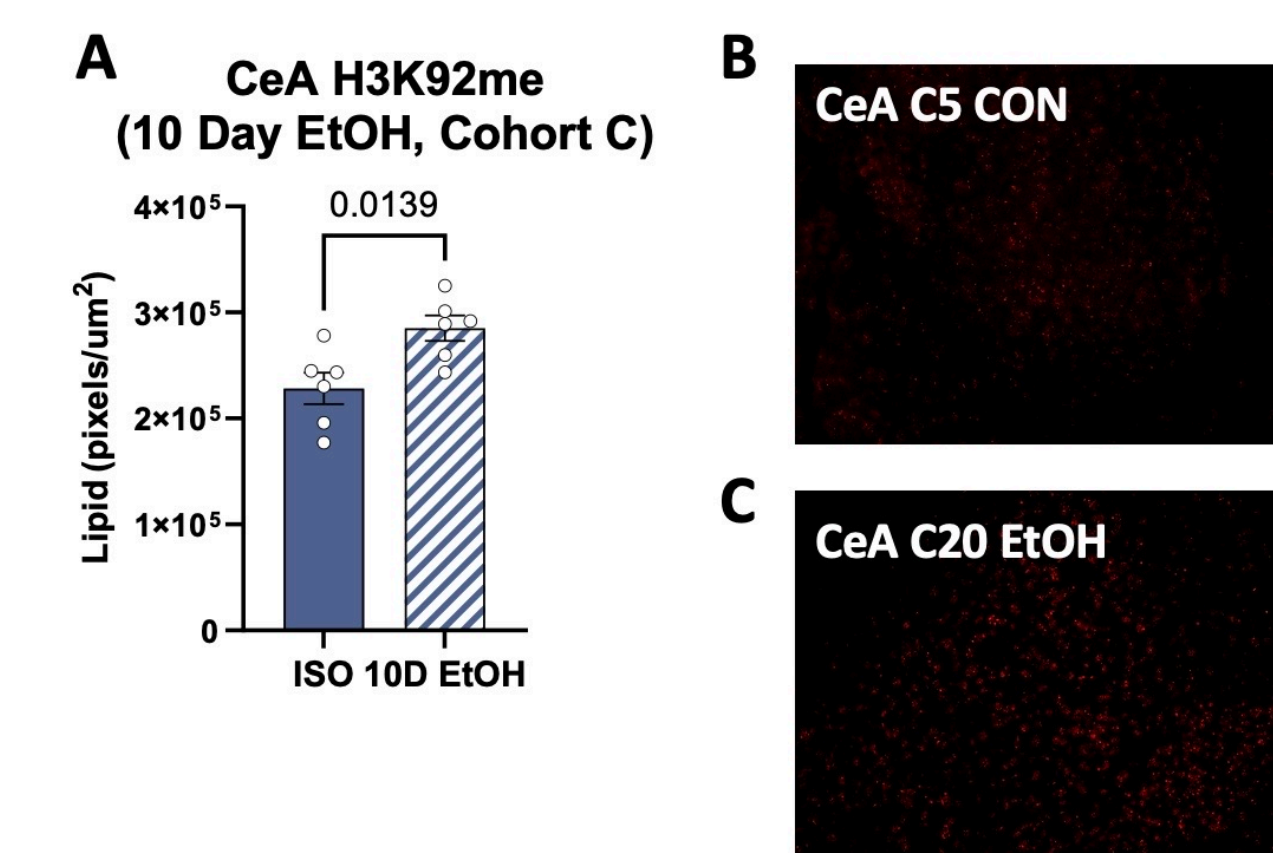 A
CeA H3K92me
(10 Day EtOH, Cohort C)
0.0139
4×10⁵
3×10⁵
2×10⁵
1×10⁵
0
Lipid (pixels/um²)
ISO 10D EtOH
B
CeA C5 CON
C
CeA C20 EtOH